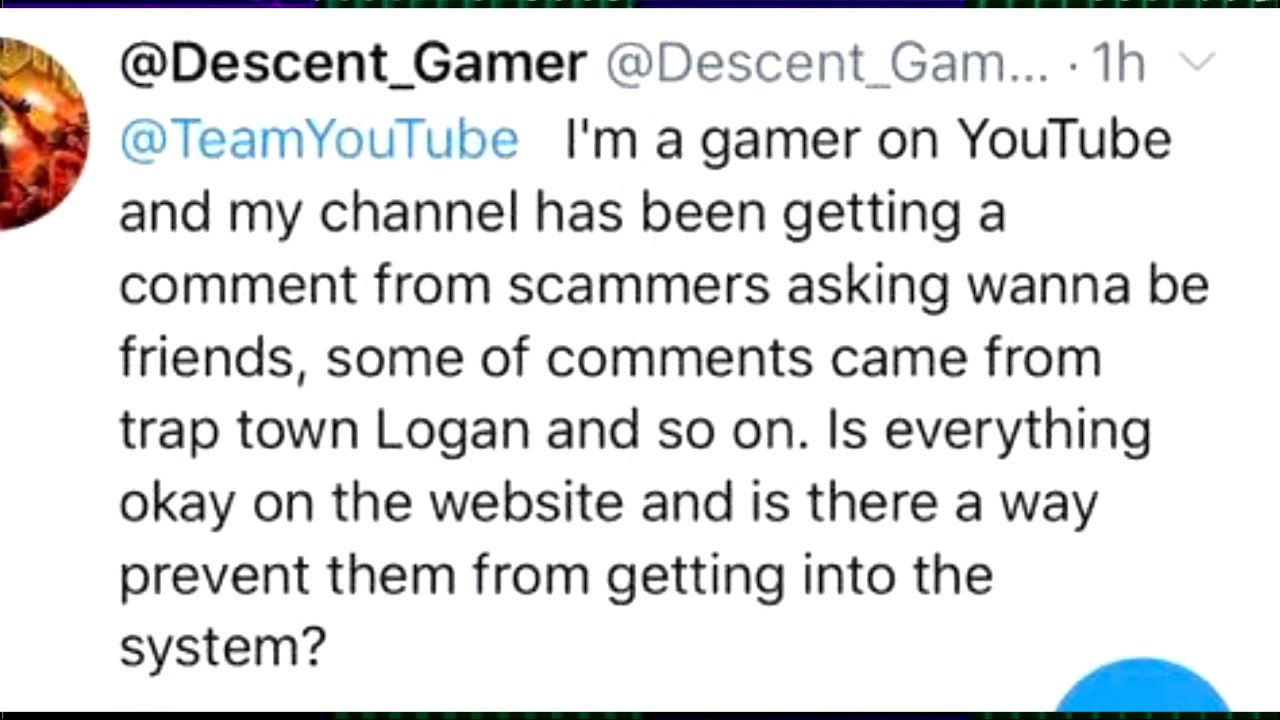 @Descent_Gamer @Descent_Gam... · 1h
@TeamYouTube I'm a gamer on YouTube
and my channel has been getting a
comment from scammers asking wanna be
friends, some of comments came from
trap town Logan and so on. Is everything
okay on the website and is there a way
prevent them from getting into the
system?